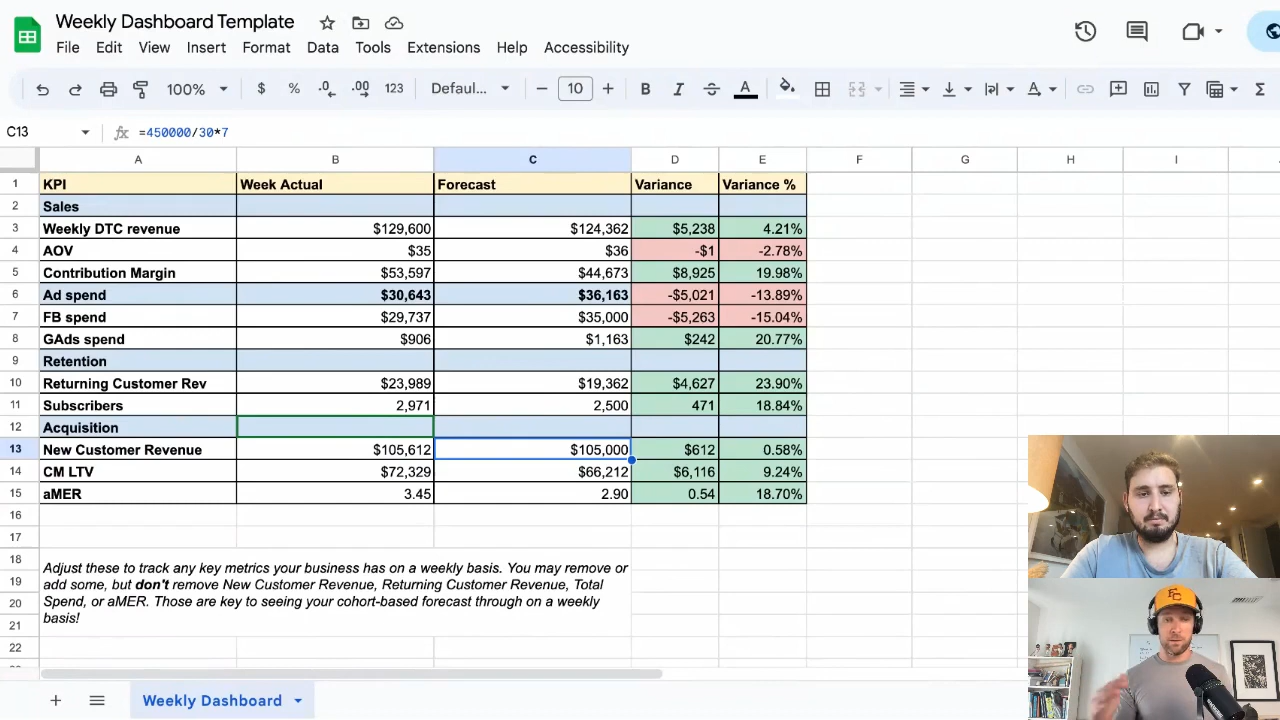 Weekly Dashboard Template
File Edit View Insert Format Data Tools Extensions Help Accessibility
100% $ % .0 .00 123 Defaul... 10 B I S A Σ
C13 fx =450000/30*7
A B C D E F G H I
1 KPI Week Actual Forecast Variance Variance %
2 Sales
3 Weekly DTC revenue $129,600 $124,362 $5,238 4.21%
4 AOV $35 $36 -$1 -2.78%
5 Contribution Margin $53,597 $44,673 $8,925 19.98%
6 Ad spend $30,643 $36,163 -$5,021 -13.89%
7 FB spend $29,737 $35,000 -$5,263 -15.04%
8 GAds spend $906 $1,163 $242 20.77%
9 Retention
10 Returning Customer Rev $23,989 $19,362 $4,627 23.90%
11 Subscribers 2,971 2,500 471 18.84%
12 Acquisition
13 New Customer Revenue $105,612 $105,000 $612 0.58%
14 CM LTV $72,329 $66,212 $6,116 9.24%
15 aMER 3.45 2.90 0.54 18.70%
16
17
18 Adjust these to track any key metrics your business has on a weekly basis. You may remove or
19 add some, but don't remove New Customer Revenue, Returning Customer Revenue, Total
20 Spend, or aMER. Those are key to seeing your cohort-based forecast through on a weekly
21 basis!
22
Weekly Dashboard